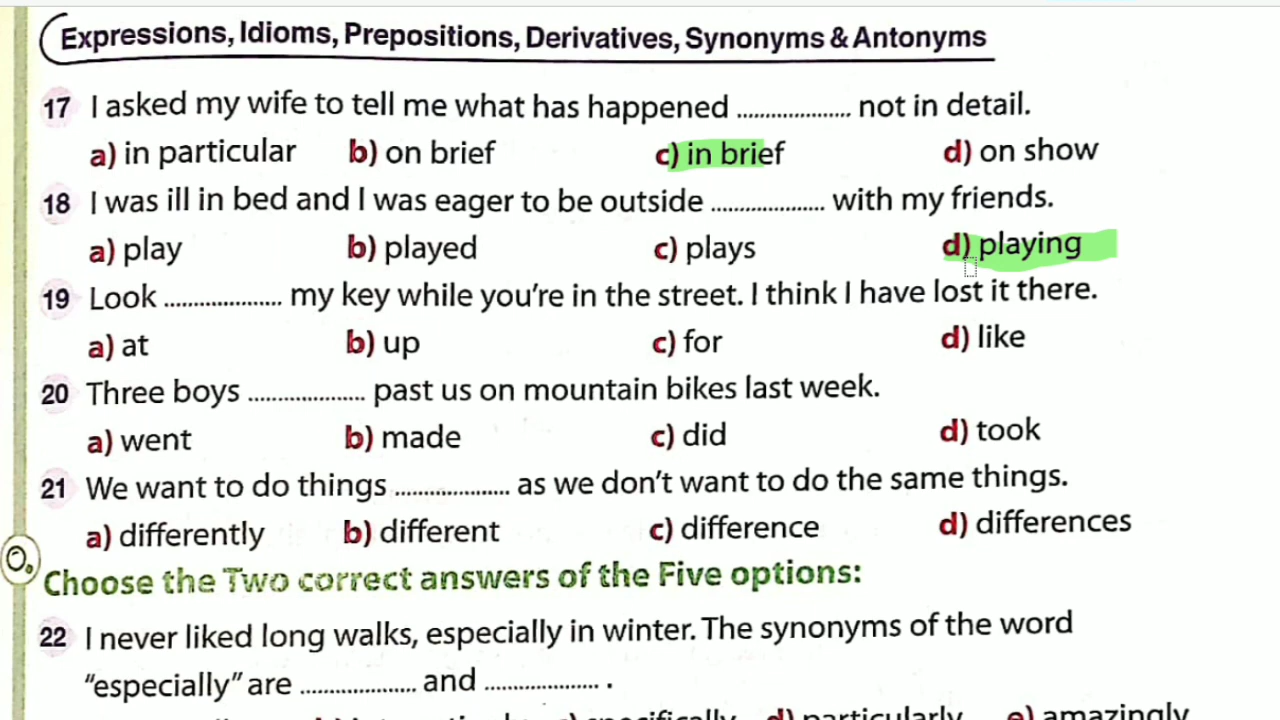 Expressions, Idioms, Prepositions, Derivatives, Synonyms & Antonyms
17 I asked my wife to tell me what has happened .................... not in detail.
a) in particular b) on brief c) in brief d) on show
18 I was ill in bed and I was eager to be outside .................... with my friends.
a) play b) played c) plays d) playing
19 Look .................... my key while you're in the street. I think I have lost it there.
a) at b) up c) for d) like
20 Three boys .................... past us on mountain bikes last week.
a) went b) made c) did d) took
21 We want to do things .................... as we don't want to do the same things.
a) differently b) different c) difference d) differences
Choose the Two correct answers of the Five options:
22 I never liked long walks, especially in winter. The synonyms of the word
"especially" are .................... and .................... .
c) specifically d) particularly e) amazingly